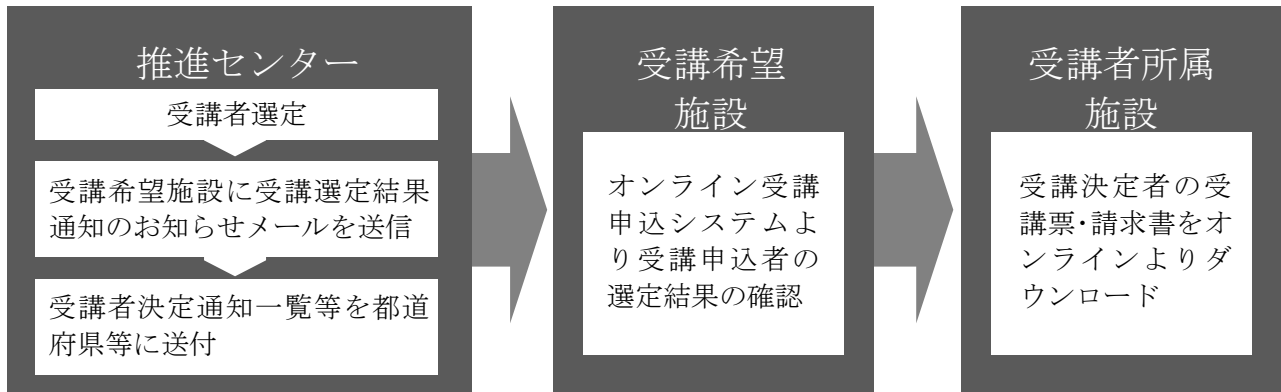 推進センター
受講者選定
受講希望施設に受講選定結果
通知のお知らせメールを送信
受講者決定通知一覧等を都道
府県等に送付
受講希望
施設
オンライン受講
申込システムよ
り受講申込者の
選定結果の確認
受講者所属
施設
受講決定者の受
講票・請求書をオ
ンラインよりダ
ウンロード